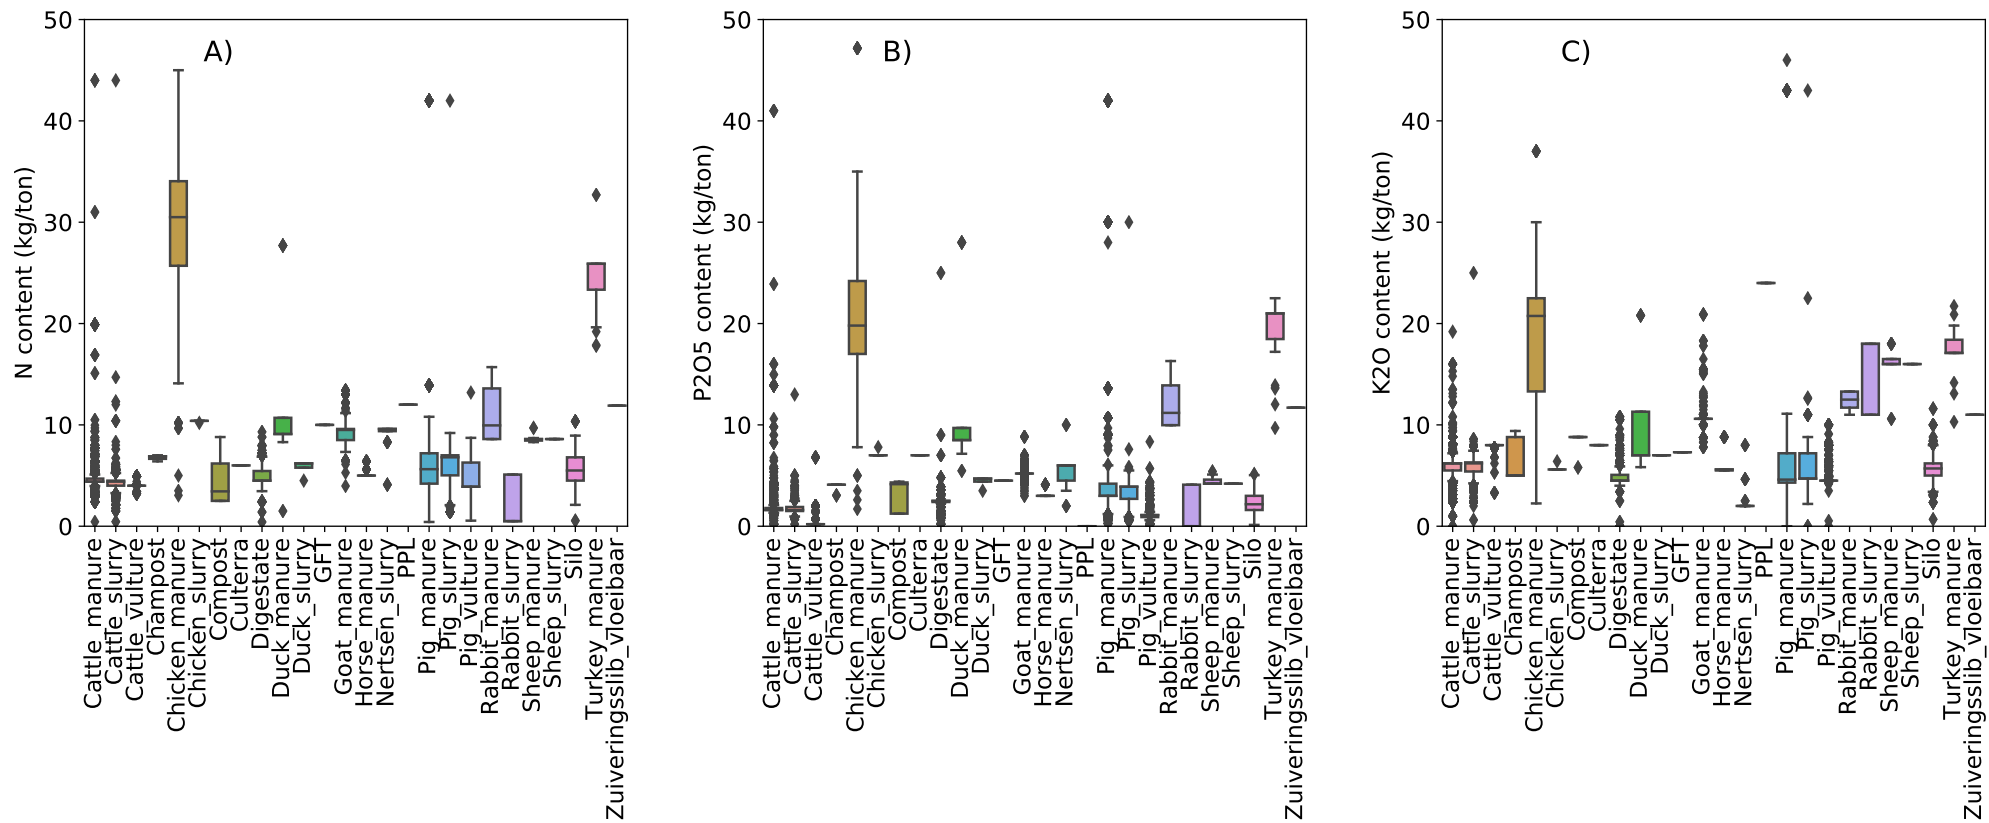 A)
N content (kg/ton)
50
40
30
20
10
0
Cattle_manure
Cattle_slurry
Cattle_vulture
Champost
Chicken_manure
Chicken_slurry
Compost
Culterra
Digestate
Duck_manure
Duck_slurry
GFT
Goat_manure
Horse_manure
Nertsen_slurry
PPL
Pig_manure
Pig_slurry
Pig_vulture
Rabbit_manure
Rabbit_slurry
Sheep_manure
Sheep_slurry
Silo
Turkey_manure
Zuiveringsslib_vloeibaar
B)
P2O5 content (kg/ton)
50
40
30
20
10
0
Cattle_manure
Cattle_slurry
Cattle_vulture
Champost
Chicken_manure
Chicken_slurry
Compost
Culterra
Digestate
Duck_manure
Duck_slurry
GFT
Goat_manure
Horse_manure
Nertsen_slurry
PPL
Pig_manure
Pig_slurry
Pig_vulture
Rabbit_manure
Rabbit_slurry
Sheep_manure
Sheep_slurry
Silo
Turkey_manure
Zuiveringsslib_vloeibaar
C)
K2O content (kg/ton)
50
40
30
20
10
0
Cattle_manure
Cattle_slurry
Cattle_vulture
Champost
Chicken_manure
Chicken_slurry
Compost
Culterra
Digestate
Duck_manure
Duck_slurry
GFT
Goat_manure
Horse_manure
Nertsen_slurry
PPL
Pig_manure
Pig_slurry
Pig_vulture
Rabbit_manure
Rabbit_slurry
Sheep_manure
Sheep_slurry
Silo
Turkey_manure
Zuiveringsslib_vloeibaar